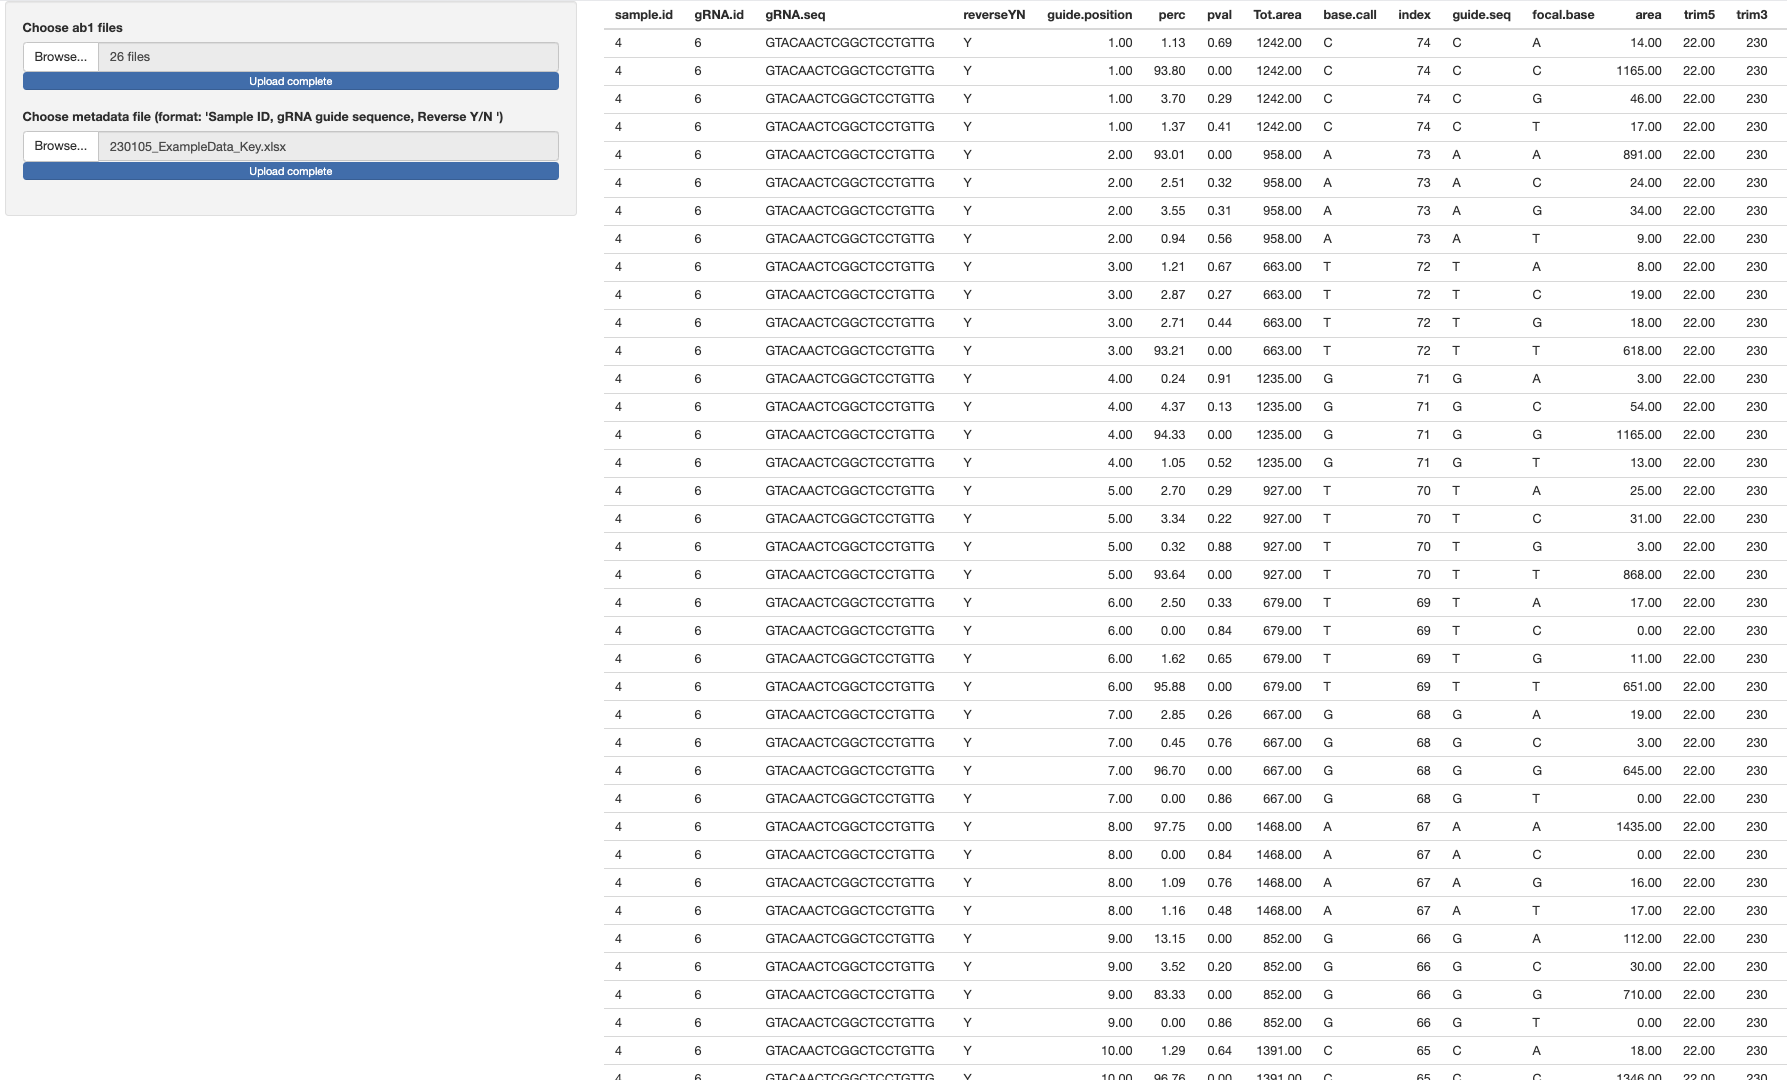 Choose ab1 files
Browse... 26 files
Upload complete
Choose metadata file (format: 'Sample ID, gRNA guide sequence, Reverse Y/N ')
Browse... 230105_ExampleData_Key.xlsx
Upload complete
sample.id gRNA.id gRNA.seq reverseYN guide.position perc pval Tot.area base.call index guide.seq focal.base area trim5 trim3
4 6 GTACAACTCGGCTCCTGTTG Y 1.00 1.13 0.69 1242.00 C 74 C A 14.00 22.00 230
4 6 GTACAACTCGGCTCCTGTTG Y 1.00 93.80 0.00 1242.00 C 74 C C 1165.00 22.00 230
4 6 GTACAACTCGGCTCCTGTTG Y 1.00 3.70 0.29 1242.00 C 74 C G 46.00 22.00 230
4 6 GTACAACTCGGCTCCTGTTG Y 1.00 1.37 0.41 1242.00 C 74 C T 17.00 22.00 230
4 6 GTACAACTCGGCTCCTGTTG Y 2.00 93.01 0.00 958.00 A 73 A A 891.00 22.00 230
4 6 GTACAACTCGGCTCCTGTTG Y 2.00 2.51 0.32 958.00 A 73 A C 24.00 22.00 230
4 6 GTACAACTCGGCTCCTGTTG Y 2.00 3.55 0.31 958.00 A 73 A G 34.00 22.00 230
4 6 GTACAACTCGGCTCCTGTTG Y 2.00 0.94 0.56 958.00 A 73 A T 9.00 22.00 230
4 6 GTACAACTCGGCTCCTGTTG Y 3.00 1.21 0.67 663.00 T 72 T A 8.00 22.00 230
4 6 GTACAACTCGGCTCCTGTTG Y 3.00 2.87 0.27 663.00 T 72 T C 19.00 22.00 230
4 6 GTACAACTCGGCTCCTGTTG Y 3.00 2.71 0.44 663.00 T 72 T G 18.00 22.00 230
4 6 GTACAACTCGGCTCCTGTTG Y 3.00 93.21 0.00 663.00 T 72 T T 618.00 22.00 230
4 6 GTACAACTCGGCTCCTGTTG Y 4.00 0.24 0.91 1235.00 G 71 G A 3.00 22.00 230
4 6 GTACAACTCGGCTCCTGTTG Y 4.00 4.37 0.13 1235.00 G 71 G C 54.00 22.00 230
4 6 GTACAACTCGGCTCCTGTTG Y 4.00 94.33 0.00 1235.00 G 71 G G 1165.00 22.00 230
4 6 GTACAACTCGGCTCCTGTTG Y 4.00 1.05 0.52 1235.00 G 71 G T 13.00 22.00 230
4 6 GTACAACTCGGCTCCTGTTG Y 5.00 2.70 0.29 927.00 T 70 T A 25.00 22.00 230
4 6 GTACAACTCGGCTCCTGTTG Y 5.00 3.34 0.22 927.00 T 70 T C 31.00 22.00 230
4 6 GTACAACTCGGCTCCTGTTG Y 5.00 0.32 0.88 927.00 T 70 T G 3.00 22.00 230
4 6 GTACAACTCGGCTCCTGTTG Y 5.00 93.64 0.00 927.00 T 70 T T 868.00 22.00 230
4 6 GTACAACTCGGCTCCTGTTG Y 6.00 2.50 0.33 679.00 T 69 T A 17.00 22.00 230
4 6 GTACAACTCGGCTCCTGTTG Y 6.00 0.00 0.84 679.00 T 69 T C 0.00 22.00 230
4 6 GTACAACTCGGCTCCTGTTG Y 6.00 1.62 0.65 679.00 T 69 T G 11.00 22.00 230
4 6 GTACAACTCGGCTCCTGTTG Y 6.00 95.88 0.00 679.00 T 69 T T 651.00 22.00 230
4 6 GTACAACTCGGCTCCTGTTG Y 7.00 2.85 0.26 667.00 G 68 G A 19.00 22.00 230
4 6 GTACAACTCGGCTCCTGTTG Y 7.00 0.45 0.76 667.00 G 68 G C 3.00 22.00 230
4 6 GTACAACTCGGCTCCTGTTG Y 7.00 96.70 0.00 667.00 G 68 G G 645.00 22.00 230
4 6 GTACAACTCGGCTCCTGTTG Y 7.00 0.00 0.86 667.00 G 68 G T 0.00 22.00 230
4 6 GTACAACTCGGCTCCTGTTG Y 8.00 97.75 0.00 1468.00 A 67 A A 1435.00 22.00 230
4 6 GTACAACTCGGCTCCTGTTG Y 8.00 0.00 0.84 1468.00 A 67 A C 0.00 22.00 230
4 6 GTACAACTCGGCTCCTGTTG Y 8.00 1.09 0.76 1468.00 A 67 A G 16.00 22.00 230
4 6 GTACAACTCGGCTCCTGTTG Y 8.00 1.16 0.48 1468.00 A 67 A T 17.00 22.00 230
4 6 GTACAACTCGGCTCCTGTTG Y 9.00 13.15 0.00 852.00 G 66 G A 112.00 22.00 230
4 6 GTACAACTCGGCTCCTGTTG Y 9.00 3.52 0.20 852.00 G 66 G C 30.00 22.00 230
4 6 GTACAACTCGGCTCCTGTTG Y 9.00 83.33 0.00 852.00 G 66 G G 710.00 22.00 230
4 6 GTACAACTCGGCTCCTGTTG Y 9.00 0.00 0.86 852.00 G 66 G T 0.00 22.00 230
4 6 GTACAACTCGGCTCCTGTTG Y 10.00 1.29 0.64 1391.00 C 65 C A 18.00 22.00 230
4 6 GTACAACTCGGCTCCTGTTG Y 10.00 96.76 0.00 1391.00 C 65 C C 1346.00 22.00 230